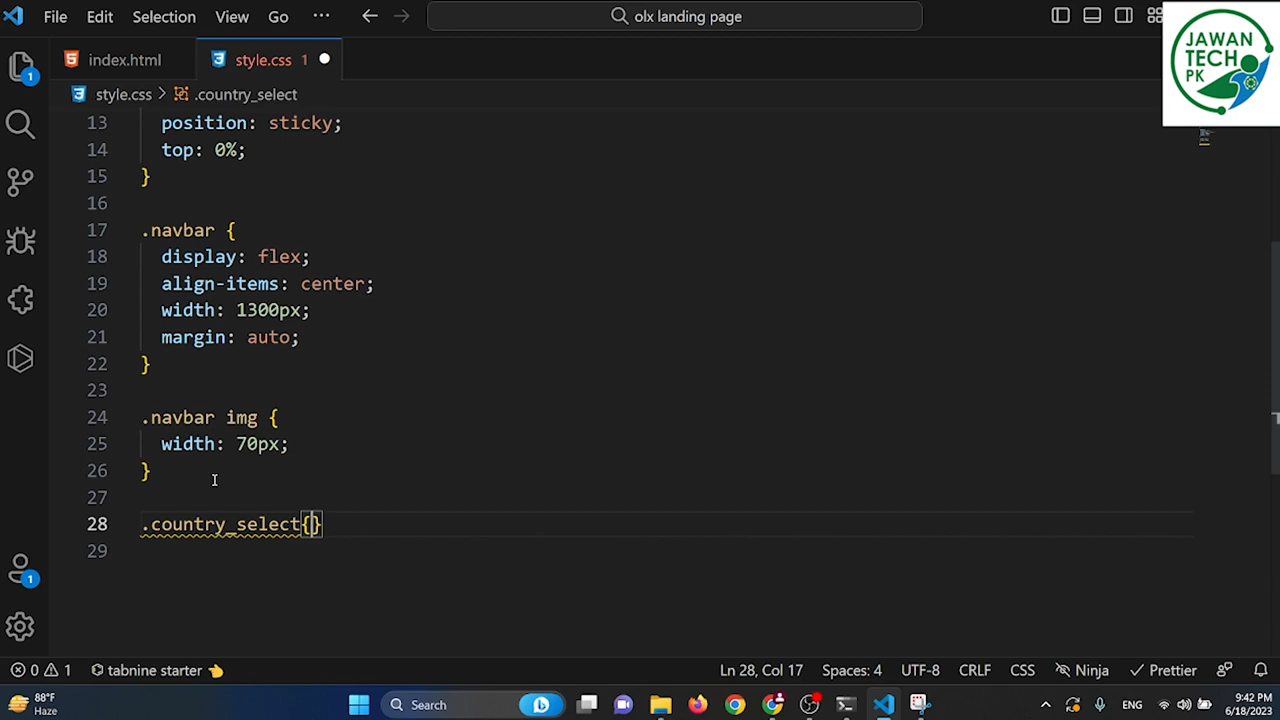 File Edit Selection View Go ··· olx landing page
JAWAN
TECH
PK
index.html style.css 1
style.css > .country_select
13 position: sticky;
14 top: 0%;
15 }
16
17 .navbar {
18 display: flex;
19 align-items: center;
20 width: 1300px;
21 margin: auto;
22 }
23
24 .navbar img {
25 width: 70px;
26 }
27
28 .country_select{}
29
1
1
0 1 tabnine starter Ln 28, Col 17 Spaces: 4 UTF-8 CRLF CSS Ninja Prettier
88°F
Haze
Search
ENG
9:42 PM
6/18/2023